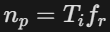 n_p = T_i f_r